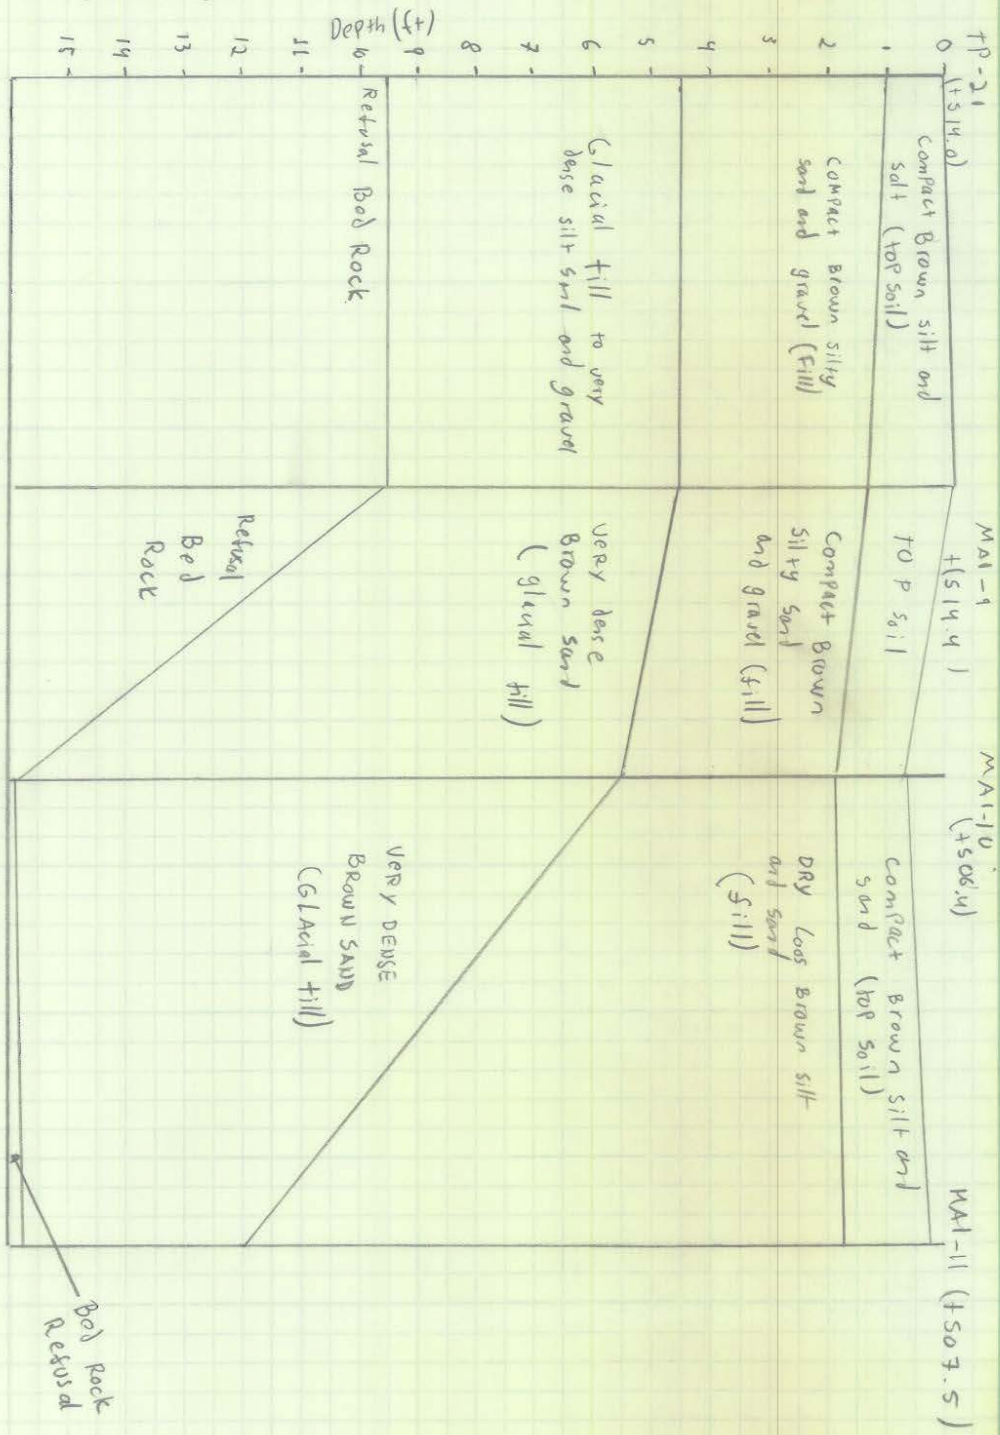 TP-21
(+514.0)
MAI-9
+(514.4)
MAI-10
(+506.4)
MAI-11 (+507.5)
0
1
2
3
4
5
6
7
8
9
10
11
12
13
14
15
Depth (ft)
Compact Brown silt and
salt (top soil)
Compact Brown silty
sand and gravel (Fill)
Glacial till to very
dense silt sand and gravel
Refusal Bed Rock
TOP soil
Compact Brown
silty sand
and gravel (fill)
Very dense
Brown sand
(glacial till)
Refusal
Bed
Rock
Compact Brown silt and
sand (top soil)
DRY Loos Brown silt
and sand
(fill)
VERY DENSE
BROWN SAND
(GLAcial till)
Bed Rock
Refusal